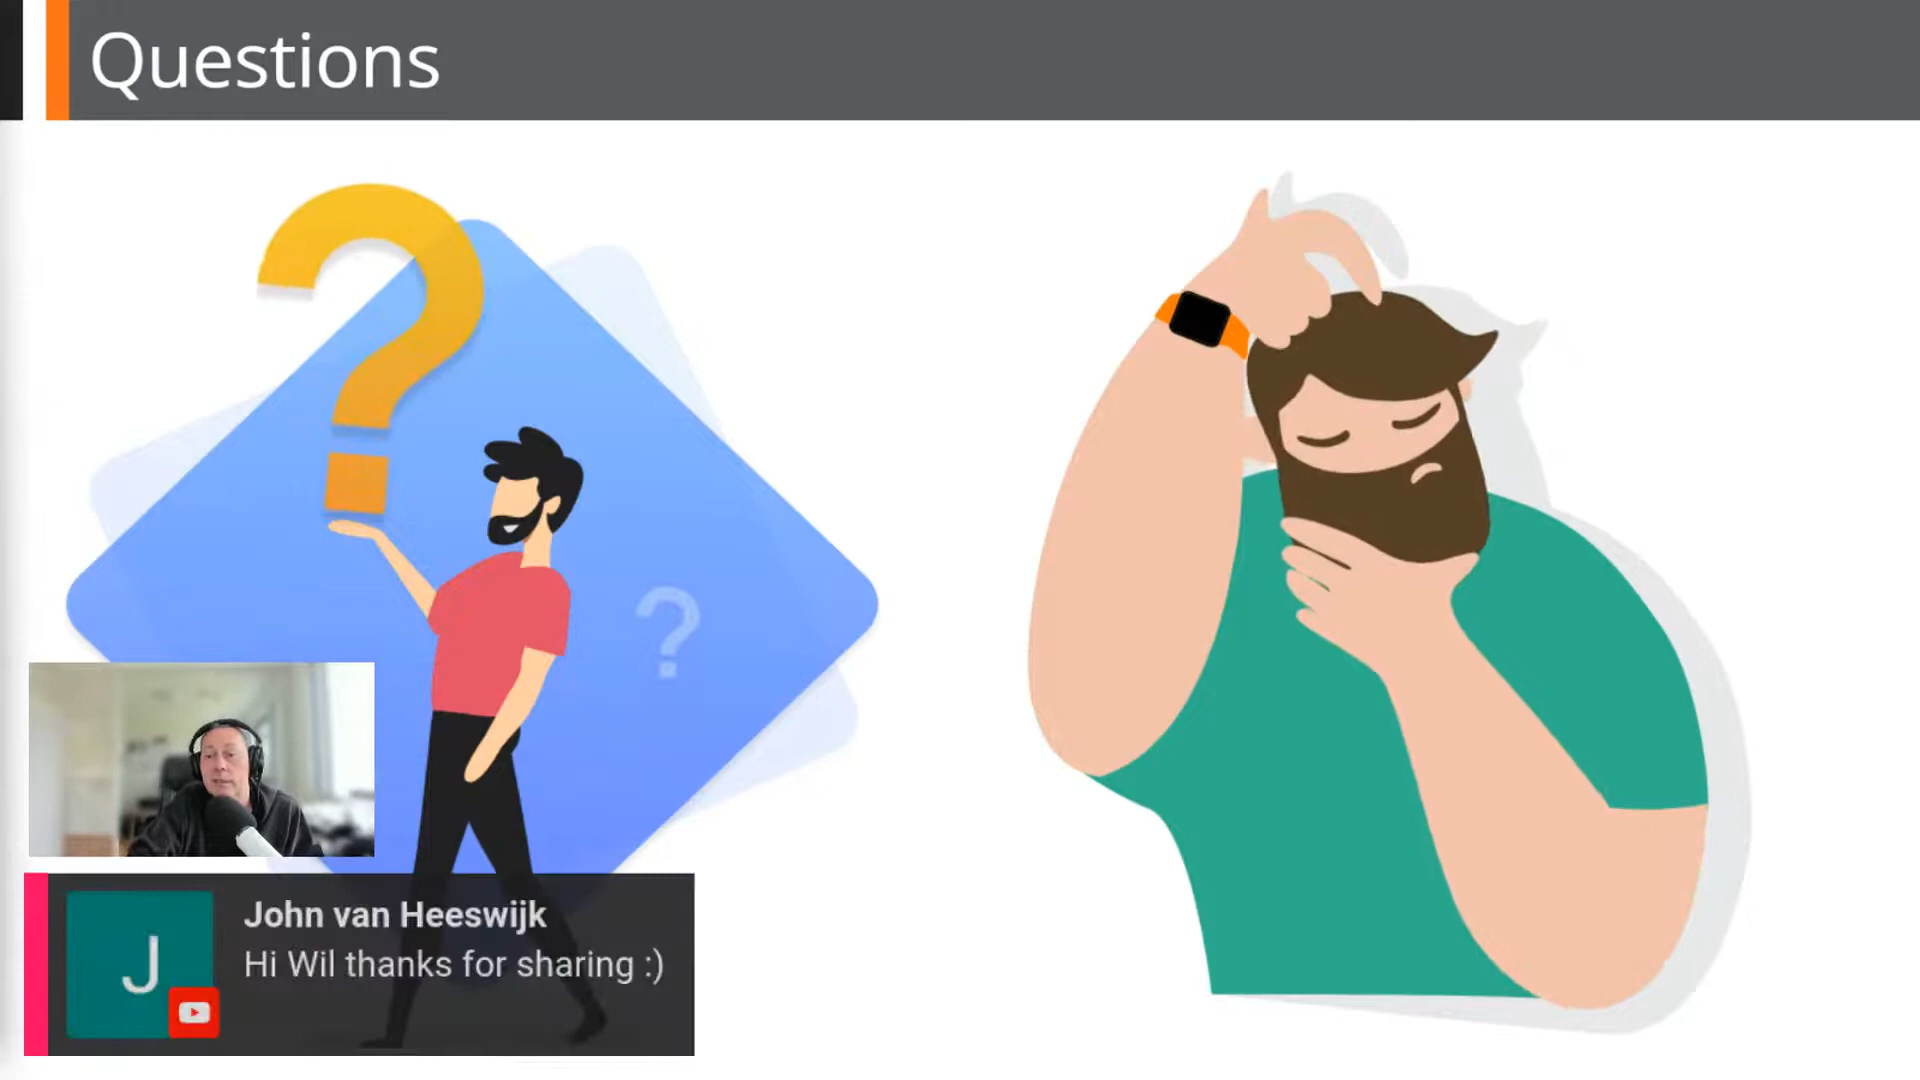 Questions
?
?
J
John van Heeswijk
Hi Wil thanks for sharing :)